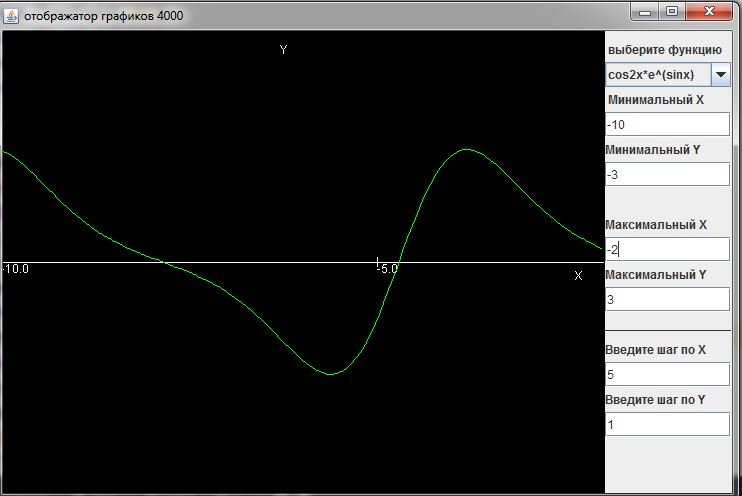 отображатор графиков 4000
Y
-10.0
-5.0
X
выберите функцию
cos2x*e^(sinx)
Минимальный X
-10
Минимальный Y
-3
Максимальный X
-2
Максимальный Y
3
Введите шаг по X
5
Введите шаг по Y
1